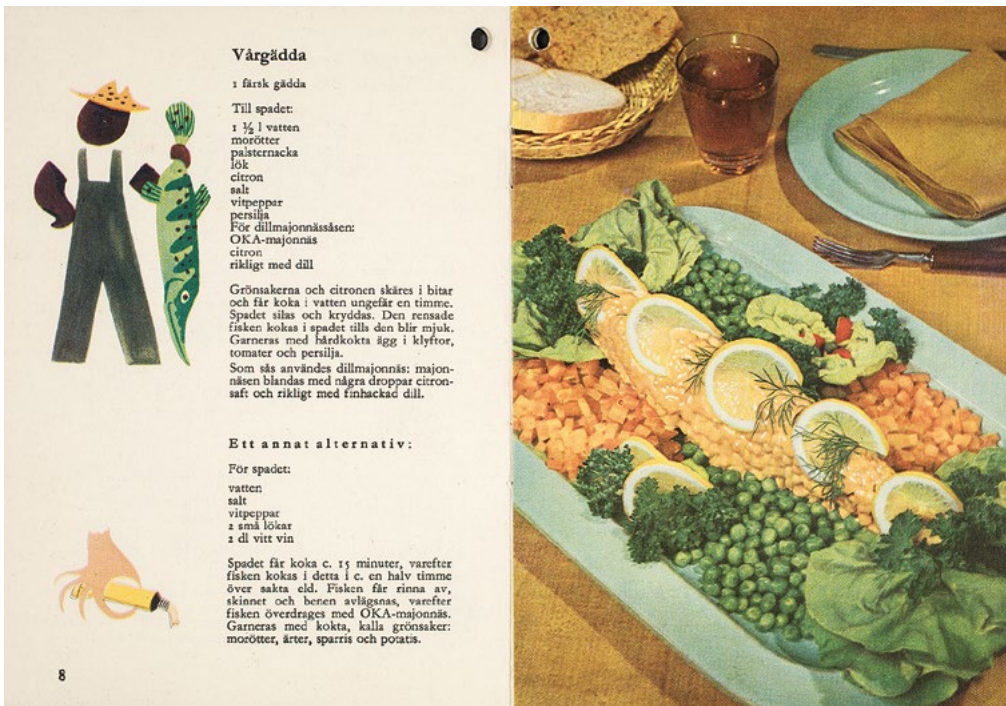 Vårgädda
1 färsk gädda
Till spadet:
1 ½ l vatten
morötter
palsternacka
lök
citron
salt
vitpeppar
persilja
För dillmajonnässåsen:
OKA-majonnäs
citron
rikligt med dill
Grönsakerna och citronen skäres i bitar
och får koka i vatten ungefär en timme.
Spadet silas och kryddas. Den rensade
fisken kokas i spadet tills den blir mjuk.
Garneras med hårdkokta ägg i klyftor,
tomater och persilja.
Som sås användes dillmajonnäs: majon-
näsen blandas med några droppar citron-
saft och rikligt med finhackad dill.
Ett annat alternativ:
För spadet:
vatten
salt
vitpeppar
2 små lökar
2 dl vitt vin
Spadet får koka c. 15 minuter, varefter
fisken kokas i detta i c. en halv timme
över sakta eld. Fisken får rinna av,
skinnet och benen avlägsnas, varefter
fisken överdrages med OKA-majonnäs.
Garneras med kokta, kalla grönsaker:
morötter, ärter, sparris och potatis.
8